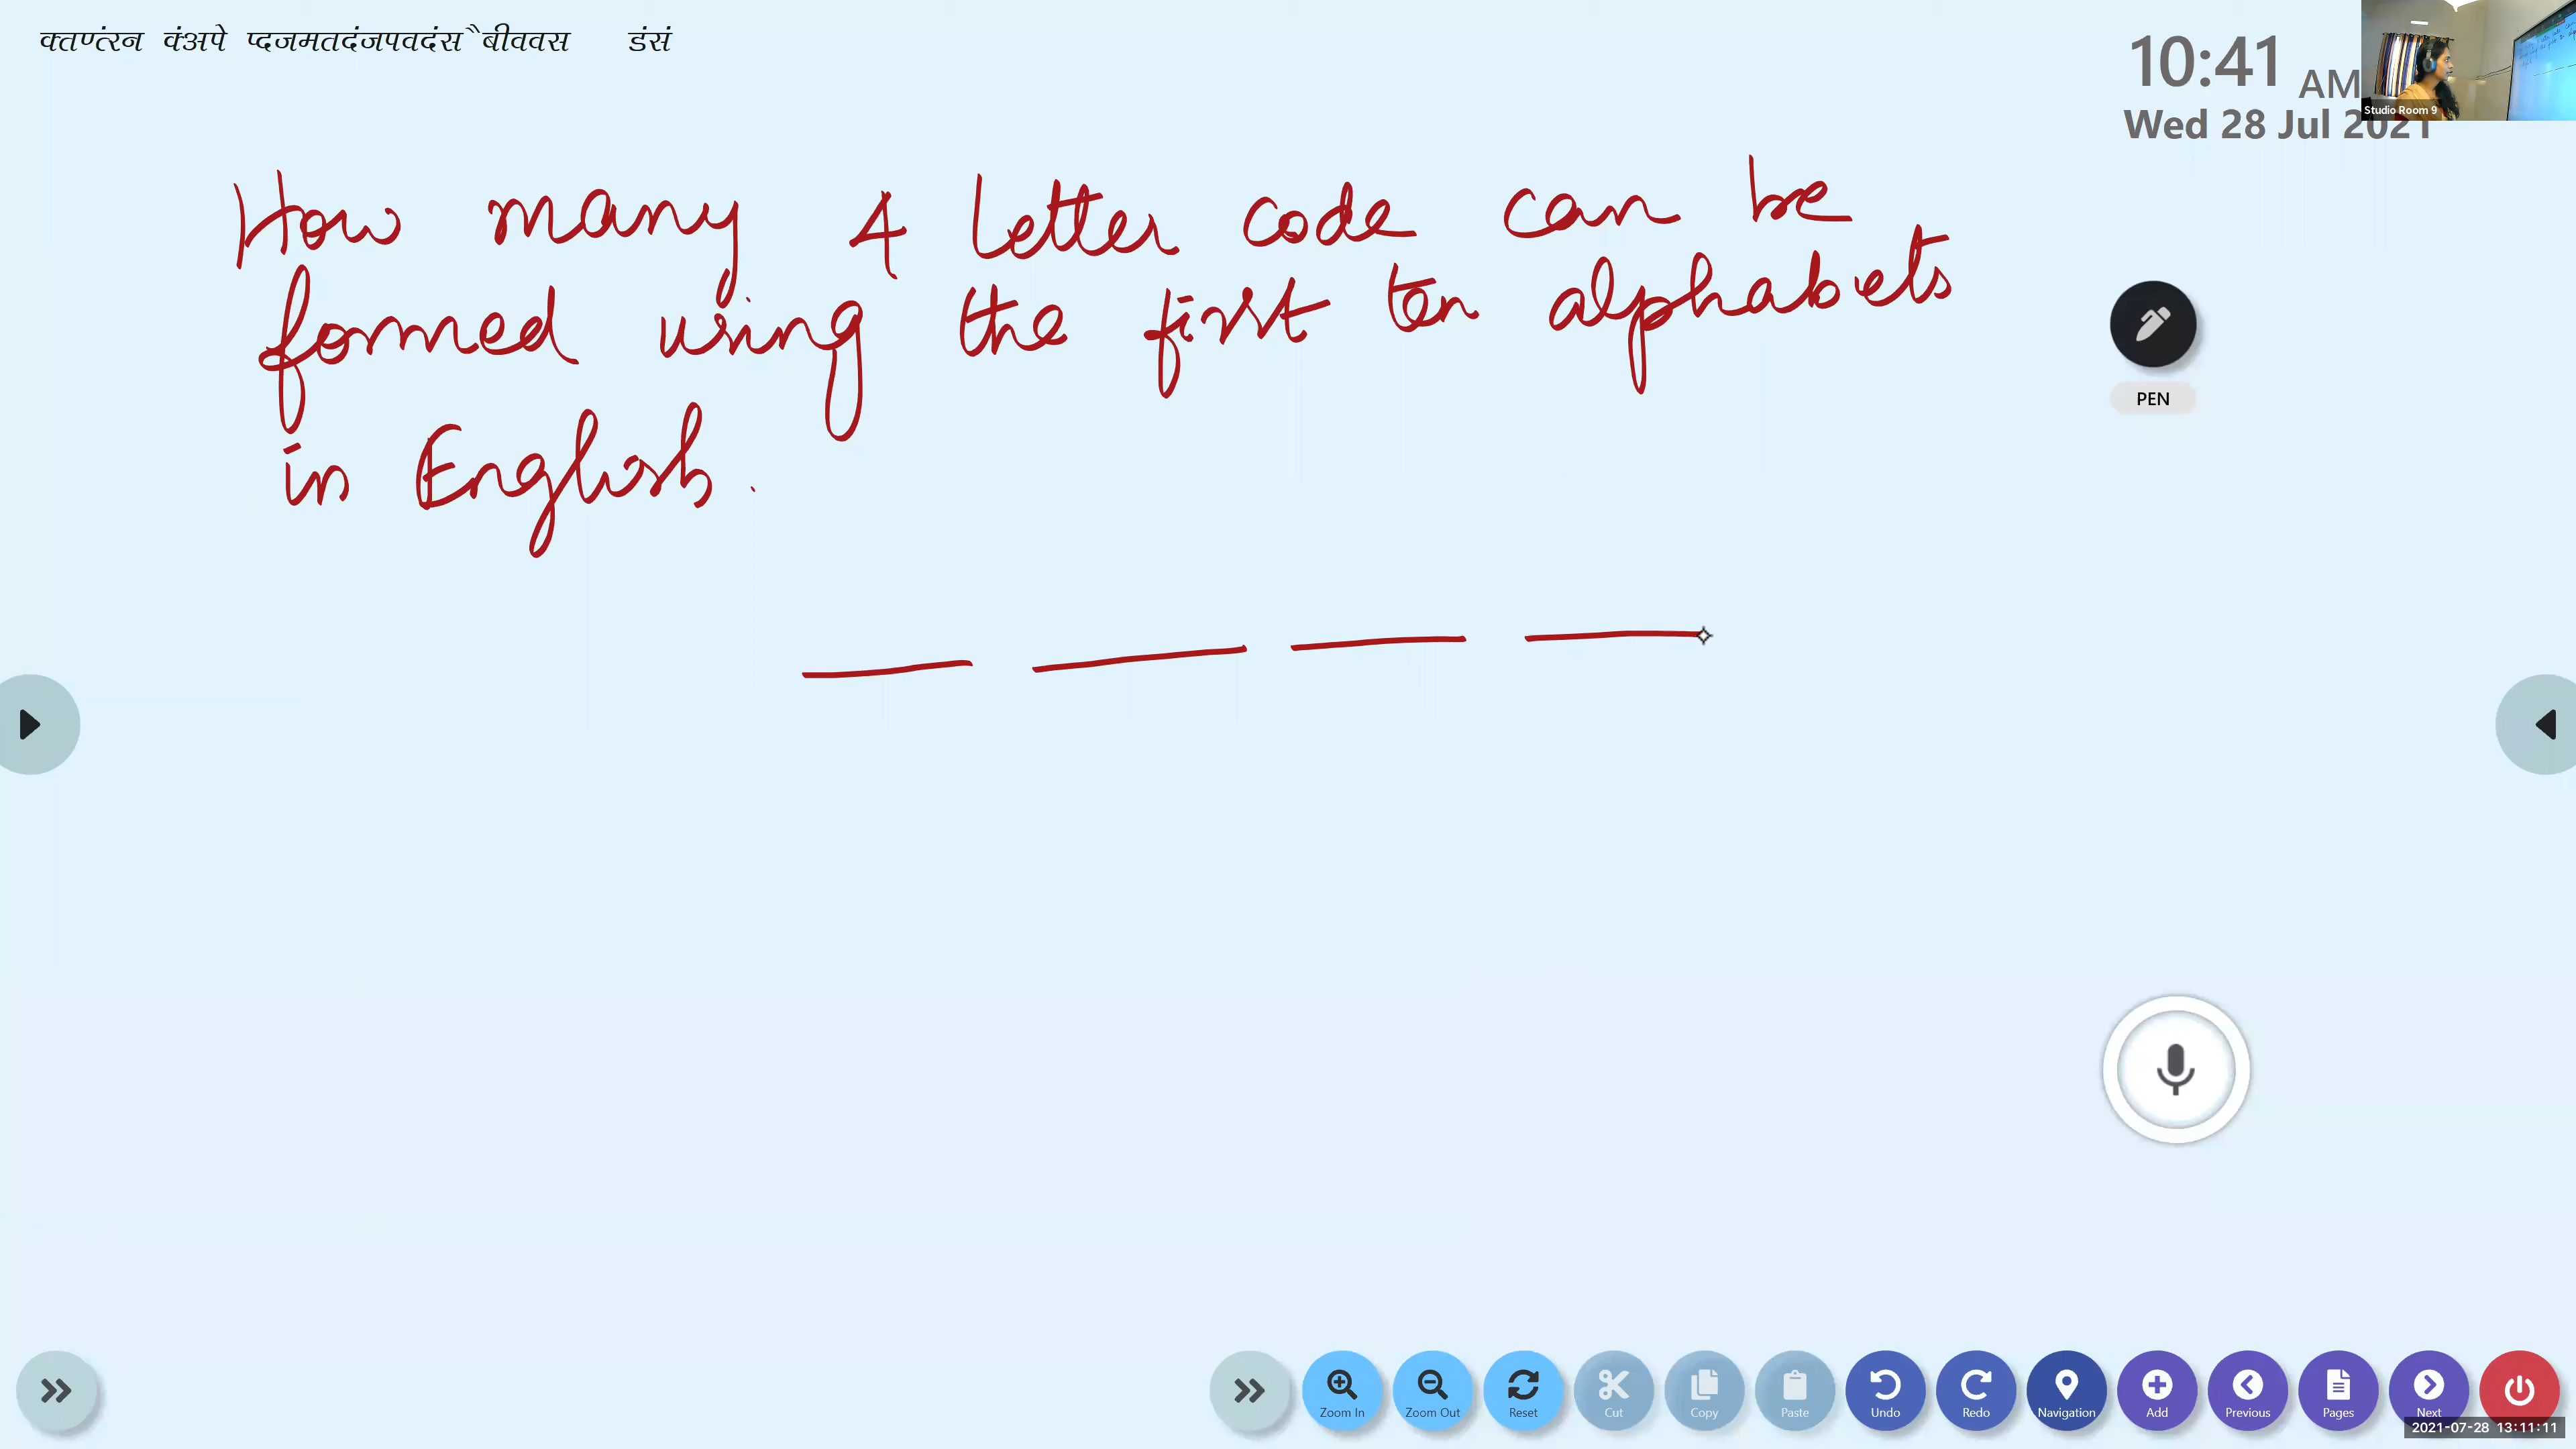 क्तण्त्ंरन क्ंअपे प्दजमतदंजपवदंस ैबीववस डंसं
10:41 AM
Studio Room 9
Wed 28 Jul 2021
How many 4 letter code can be
formed using the first ten alphabets
in English.
PEN
Zoom In Zoom Out Reset Cut Copy Paste Undo Redo Navigation Add Previous Pages Next
2021-07-28 13:11:11